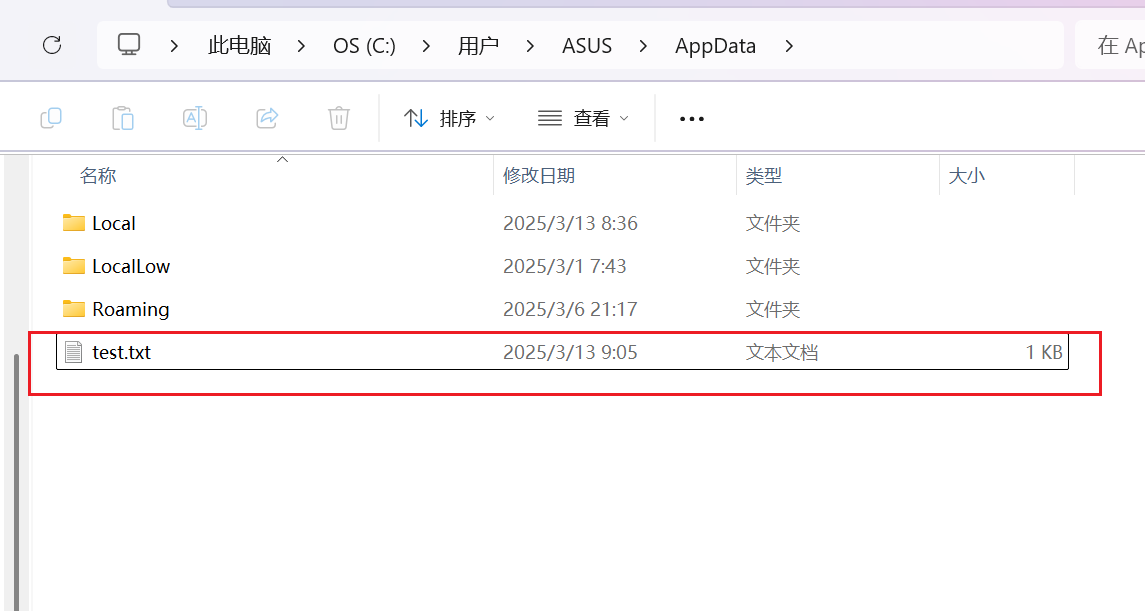 此电脑 OS (C:) 用户 ASUS AppData 在 Ap
A 排序 查看
名称 修改日期 类型 大小
Local 2025/3/13 8:36 文件夹
LocalLow 2025/3/1 7:43 文件夹
Roaming 2025/3/6 21:17 文件夹
test.txt 2025/3/13 9:05 文本文档 1 KB